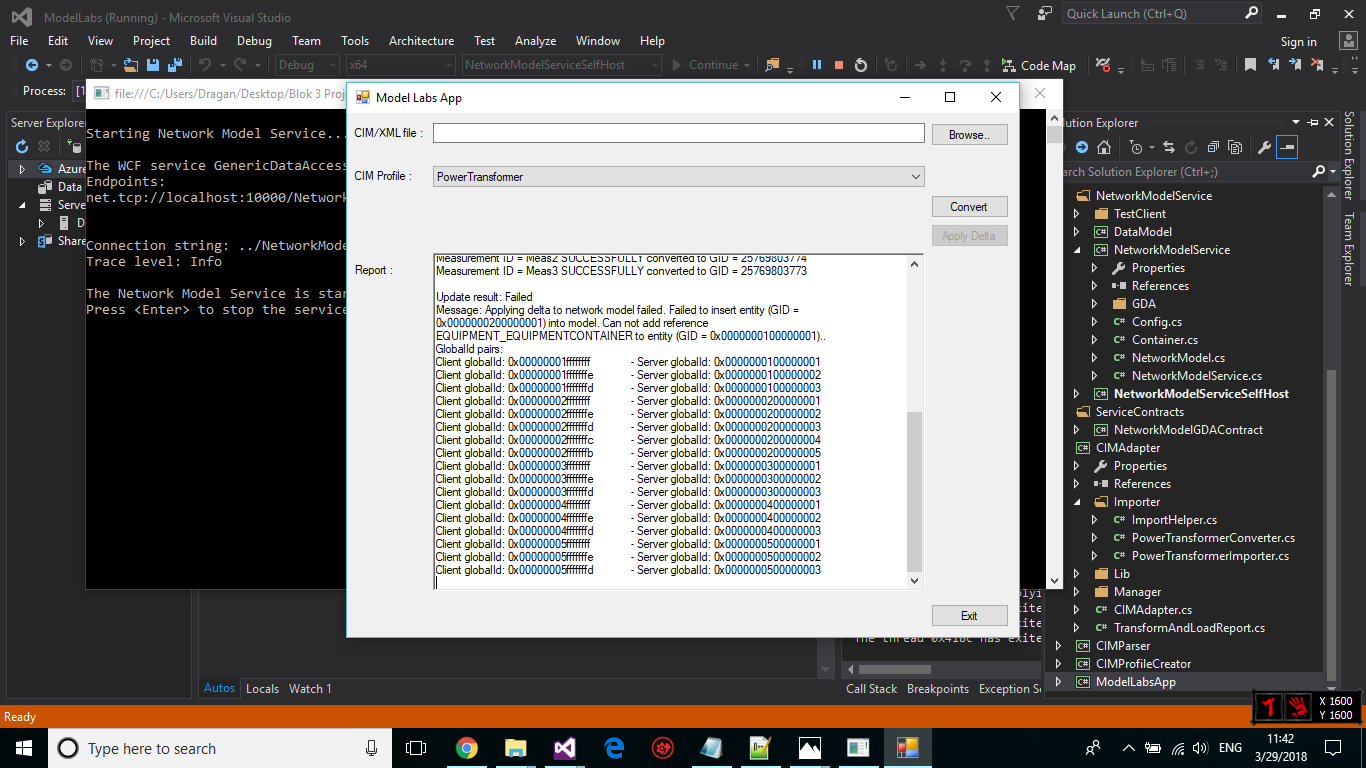 ModelLabs (Running) - Microsoft Visual Studio
Quick Launch (Ctrl+Q)
File Edit View Project Build Debug Team Tools Architecture Test Analyze Window Help
Sign in
Debug x64 NetworkModelServiceSelfHost Continue Code Map
Process: [1
file:///C:/Users/Dragan/Desktop/Blok 3 Proj
Server Explorer
Azure
Data
Serve
D
Share
Starting Network Model Service...
The WCF service GenericDataAccess
Endpoints:
net.tcp://localhost:10000/Network
Connection string: ../NetworkMode
Trace level: Info
The Network Model Service is star
Press <Enter> to stop the service
Model Labs App
CIM/XML file :
Browse..
CIM Profile :
PowerTransformer
Convert
Apply Delta
Report :
Measurement ID = Meas2 SUCCESSFULLY converted to GID = 25769803774
Measurement ID = Meas3 SUCCESSFULLY converted to GID = 25769803773
Update result: Failed
Message: Applying delta to network model failed. Failed to insert entity (GID =
0x0000000200000001) into model. Can not add reference
EQUIPMENT_EQUIPMENTCONTAINER to entity (GID = 0x0000000100000001)..
GlobalId pairs:
Client globalId: 0x00000001ffffffff - Server globalId: 0x0000000100000001
Client globalId: 0x00000001fffffffe - Server globalId: 0x0000000100000002
Client globalId: 0x00000001fffffffd - Server globalId: 0x0000000100000003
Client globalId: 0x00000002ffffffff - Server globalId: 0x0000000200000001
Client globalId: 0x00000002fffffffe - Server globalId: 0x0000000200000002
Client globalId: 0x00000002fffffffd - Server globalId: 0x0000000200000003
Client globalId: 0x00000002fffffffc - Server globalId: 0x0000000200000004
Client globalId: 0x00000002fffffffb - Server globalId: 0x0000000200000005
Client globalId: 0x00000003ffffffff - Server globalId: 0x0000000300000001
Client globalId: 0x00000003fffffffe - Server globalId: 0x0000000300000002
Client globalId: 0x00000003fffffffd - Server globalId: 0x0000000300000003
Client globalId: 0x00000004ffffffff - Server globalId: 0x0000000400000001
Client globalId: 0x00000004fffffffe - Server globalId: 0x0000000400000002
Client globalId: 0x00000004fffffffd - Server globalId: 0x0000000400000003
Client globalId: 0x00000005ffffffff - Server globalId: 0x0000000500000001
Client globalId: 0x00000005fffffffe - Server globalId: 0x0000000500000002
Client globalId: 0x00000005fffffffd - Server globalId: 0x0000000500000003
Exit
lution Explorer
arch Solution Explorer (Ctrl+;)
NetworkModelService
TestClient
DataModel
NetworkModelService
Properties
References
GDA
Config.cs
Container.cs
NetworkModel.cs
NetworkModelService.cs
NetworkModelServiceSelfHost
ServiceContracts
NetworkModelGDAContract
CIMAdapter
Properties
References
Importer
ImportHelper.cs
PowerTransformerConverter.cs
PowerTransformerImporter.cs
Lib
Manager
CIMAdapter.cs
TransformAndLoadReport.cs
CIMParser
CIMProfileCreator
ModelLabsApp
Solution Explorer
Team Explorer
The thread 0x418C has exite
Autos Locals Watch 1
Call Stack Breakpoints Exception Se
X 1600
Y 1600
Ready
Type here to search
ENG
11:42
3/29/2018